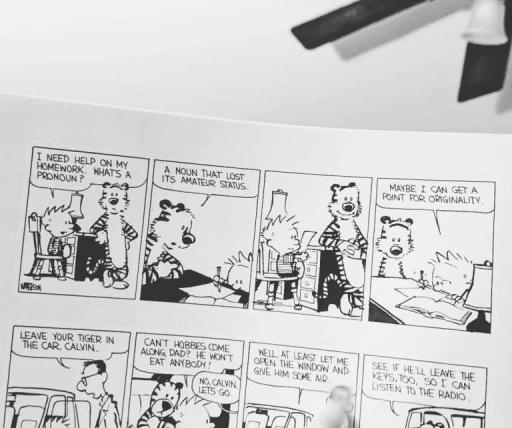 I NEED HELP ON MY
HOMEWORK. WHAT'S A
PRONOUN?
A NOUN THAT LOST
ITS AMATEUR STATUS.
MAYBE I CAN GET A
POINT FOR ORIGINALITY.
WATTERSON
LEAVE YOUR TIGER IN
THE CAR, CALVIN.
CAN'T HOBBES COME
ALONG, DAD? HE WON'T
EAT ANYBODY!
NO, CALVIN.
LET'S GO.
WELL, AT LEAST LET ME
OPEN THE WINDOW AND
GIVE HIM SOME AIR.
SEE IF HE'LL LEAVE THE
KEYS, TOO, SO I CAN
LISTEN TO THE RADIO.